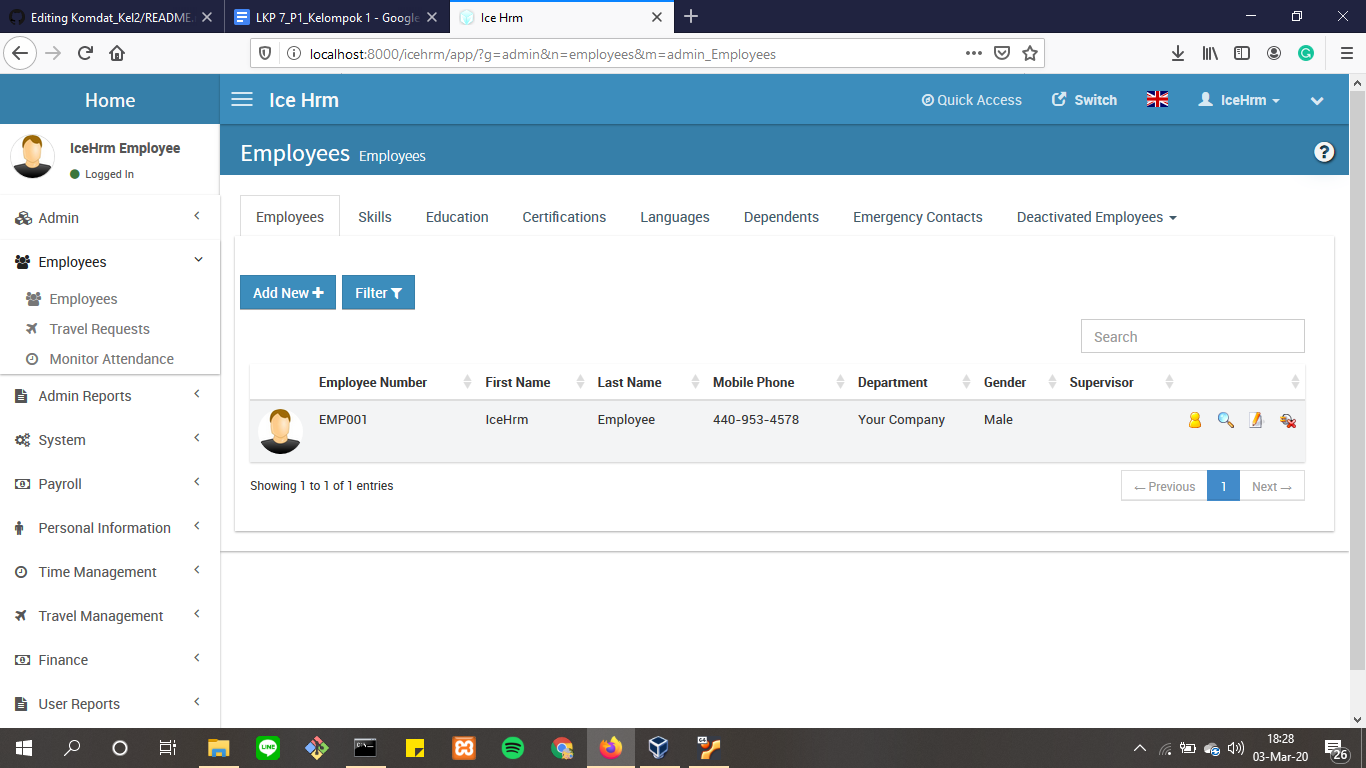 Editing Komdat_Kel2/README.
LKP 7_P1_Kelompok 1 - Google
Ice Hrm
localhost:8000/icehrm/app/?g=admin&n=employees&m=admin_Employees
Home
Ice Hrm
Quick Access
Switch
IceHrm
IceHrm Employee
Logged In
Employees Employees
?
Admin
Employees
Employees
Travel Requests
Monitor Attendance
Admin Reports
System
Payroll
Personal Information
Time Management
Travel Management
Finance
User Reports
Employees Skills Education Certifications Languages Dependents Emergency Contacts Deactivated Employees
Add New
Filter
Search
Employee Number First Name Last Name Mobile Phone Department Gender Supervisor
EMP001 IceHrm Employee 440-953-4578 Your Company Male
Showing 1 to 1 of 1 entries
← Previous 1 Next →
LINE
64
18:28
03-Mar-20
26